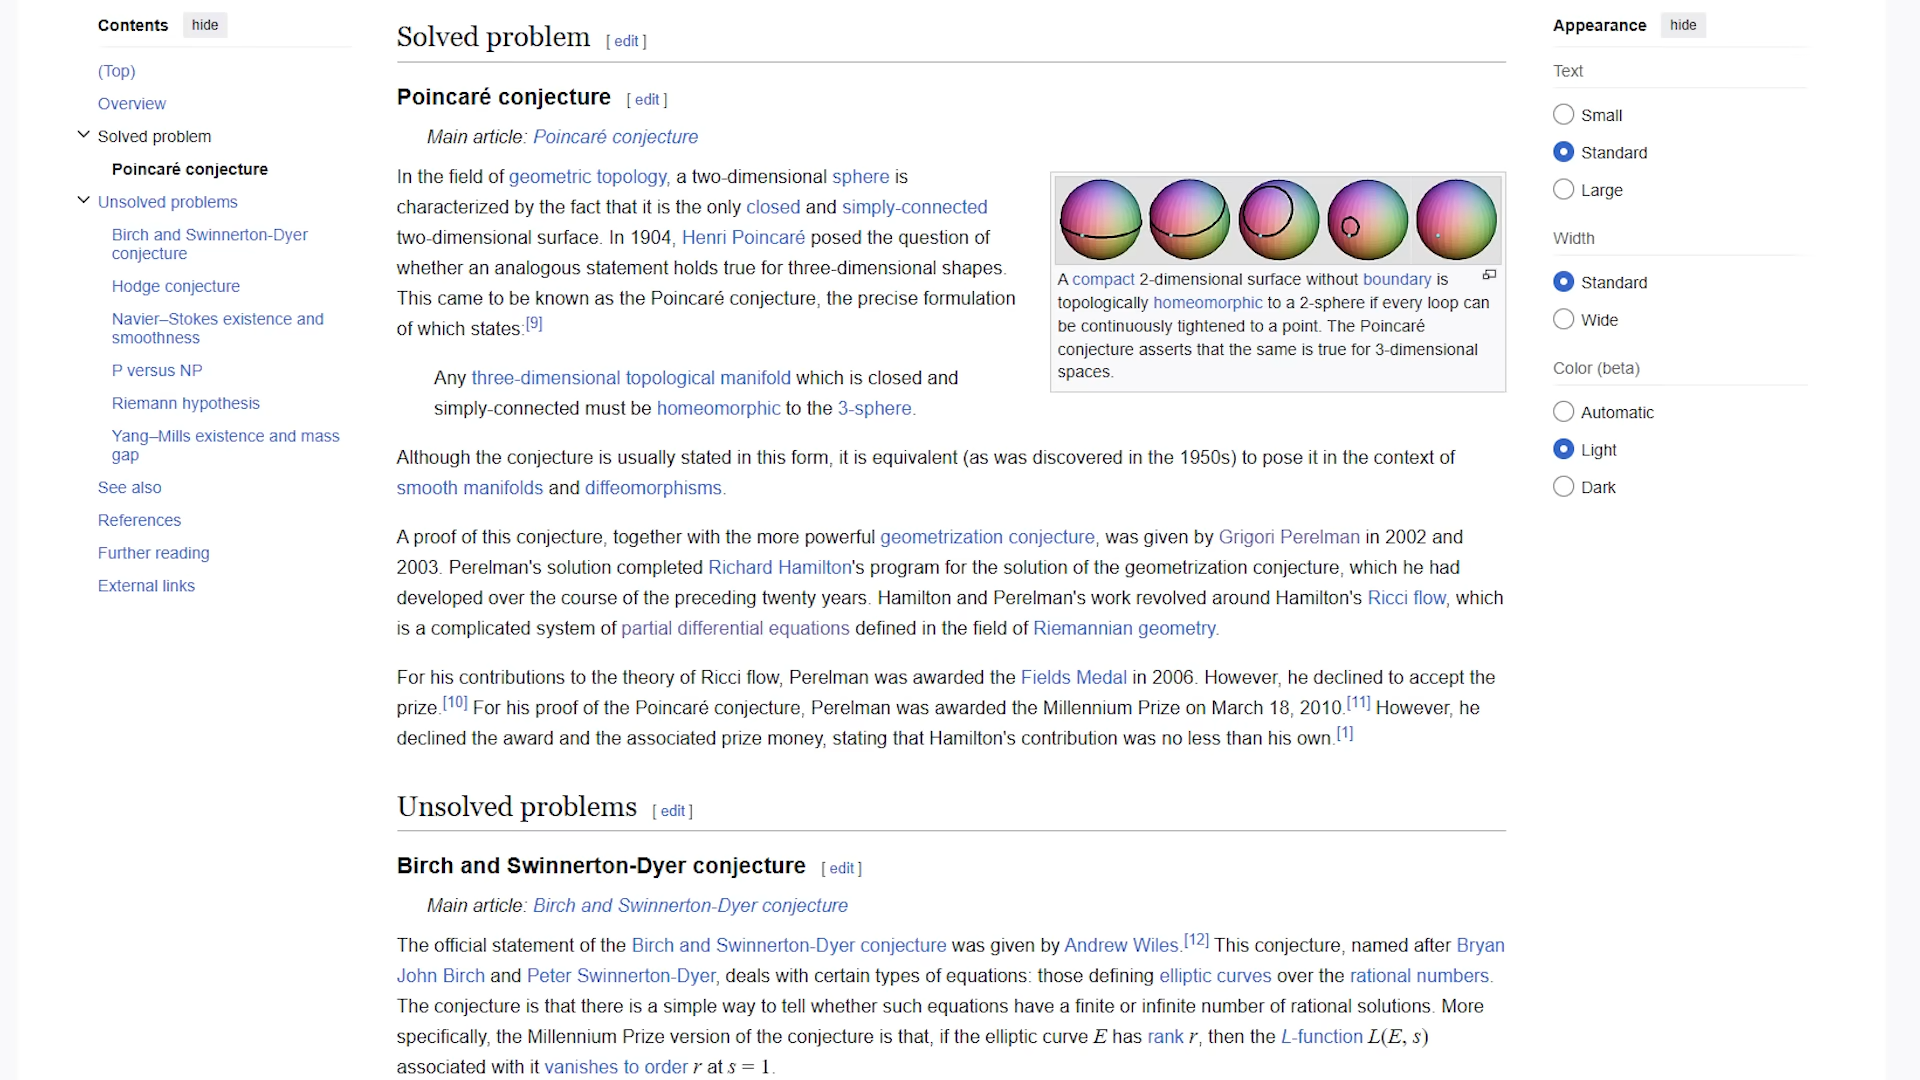 Contents hide
(Top)
Overview
Solved problem
Poincaré conjecture
Unsolved problems
Birch and Swinnerton-Dyer
conjecture
Hodge conjecture
Navier–Stokes existence and
smoothness
P versus NP
Riemann hypothesis
Yang–Mills existence and mass
gap
See also
References
Further reading
External links
Solved problem [ edit ]
Poincaré conjecture [ edit ]
Main article: Poincaré conjecture
In the field of geometric topology, a two-dimensional sphere is
characterized by the fact that it is the only closed and simply-connected
two-dimensional surface. In 1904, Henri Poincaré posed the question of
whether an analogous statement holds true for three-dimensional shapes.
This came to be known as the Poincaré conjecture, the precise formulation
of which states:[9]
Any three-dimensional topological manifold which is closed and
simply-connected must be homeomorphic to the 3-sphere.
A compact 2-dimensional surface without boundary is
topologically homeomorphic to a 2-sphere if every loop can
be continuously tightened to a point. The Poincaré
conjecture asserts that the same is true for 3-dimensional
spaces.
Although the conjecture is usually stated in this form, it is equivalent (as was discovered in the 1950s) to pose it in the context of
smooth manifolds and diffeomorphisms.
A proof of this conjecture, together with the more powerful geometrization conjecture, was given by Grigori Perelman in 2002 and
2003. Perelman's solution completed Richard Hamilton's program for the solution of the geometrization conjecture, which he had
developed over the course of the preceding twenty years. Hamilton and Perelman's work revolved around Hamilton's Ricci flow, which
is a complicated system of partial differential equations defined in the field of Riemannian geometry.
For his contributions to the theory of Ricci flow, Perelman was awarded the Fields Medal in 2006. However, he declined to accept the
prize.[10] For his proof of the Poincaré conjecture, Perelman was awarded the Millennium Prize on March 18, 2010.[11] However, he
declined the award and the associated prize money, stating that Hamilton's contribution was no less than his own.[1]
Unsolved problems [ edit ]
Birch and Swinnerton-Dyer conjecture [ edit ]
Main article: Birch and Swinnerton-Dyer conjecture
The official statement of the Birch and Swinnerton-Dyer conjecture was given by Andrew Wiles.[12] This conjecture, named after Bryan
John Birch and Peter Swinnerton-Dyer, deals with certain types of equations: those defining elliptic curves over the rational numbers.
The conjecture is that there is a simple way to tell whether such equations have a finite or infinite number of rational solutions. More
specifically, the Millennium Prize version of the conjecture is that, if the elliptic curve E has rank r, then the L-function L(E, s)
associated with it vanishes to order r at s = 1.
Appearance hide
Text
Small
Standard
Large
Width
Standard
Wide
Color (beta)
Automatic
Light
Dark